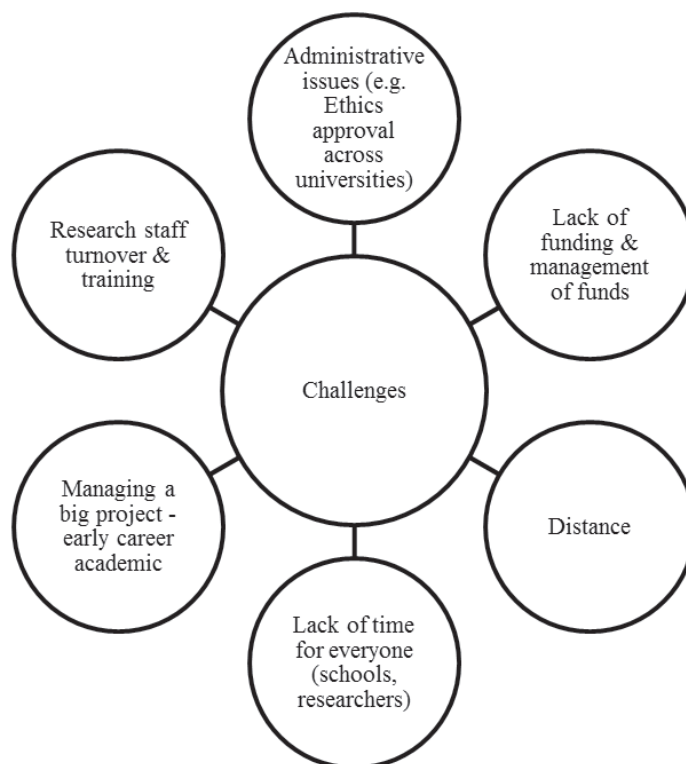 Administrative
issues (e.g.
Ethics
approval
across
universities)
Lack of
funding &
management
of funds
Distance
Lack of time
for everyone
(schools,
researchers)
Managing a
big project -
early career
academic
Research staff
turnover &
training
Challenges